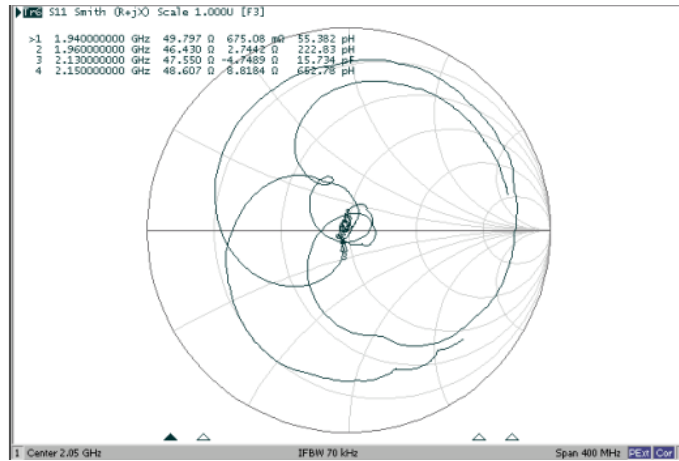 Tr6 S11 Smith (R+jX) Scale 1.000U [F3]
>1 1.940000000 GHz 49.797 Ω 675.08 mΩ 55.382 pH
2 1.960000000 GHz 46.430 Ω 2.7442 Ω 222.83 pH
3 2.130000000 GHz 47.550 Ω -4.7489 Ω 15.734 pF
4 2.150000000 GHz 48.607 Ω 8.8184 Ω 652.78 pH
1 Center 2.05 GHz IFBW 70 kHz Span 400 MHz PExt Cor